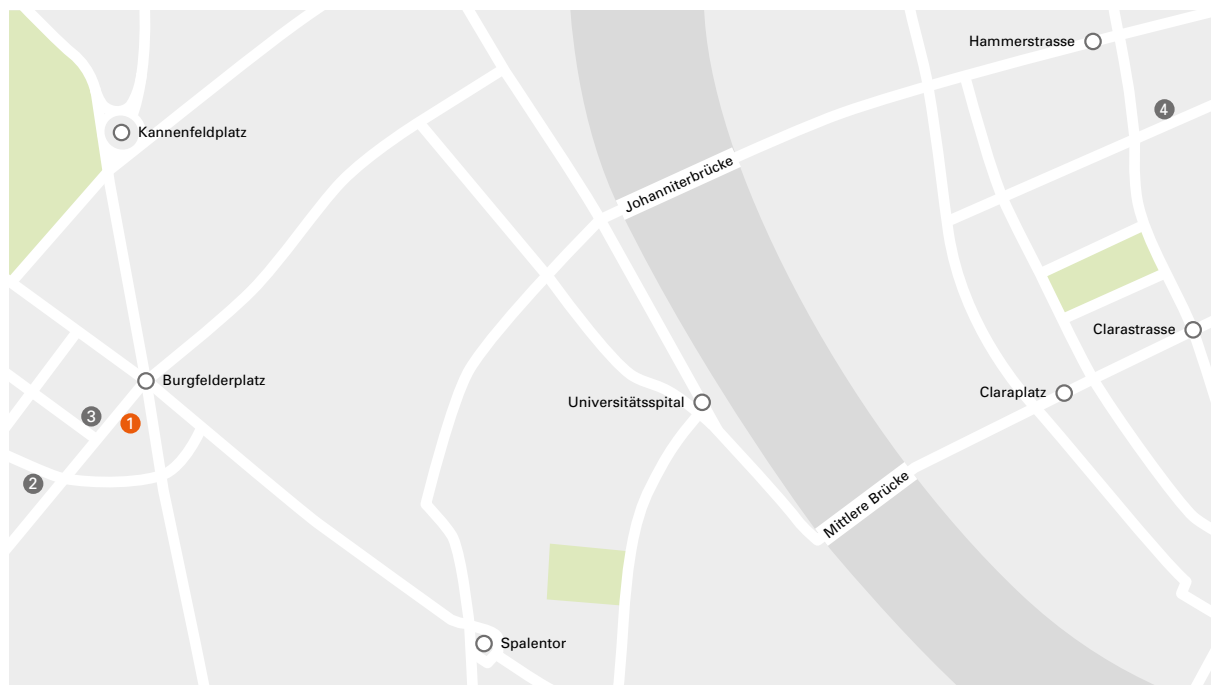 Hammerstrasse
4
Kannenfeldplatz
Johanniterbrücke
Clarastrasse
Burgfelderplatz
Claraplatz
Universitätsspital
3
1
2
Mittlere Brücke
Spalentor